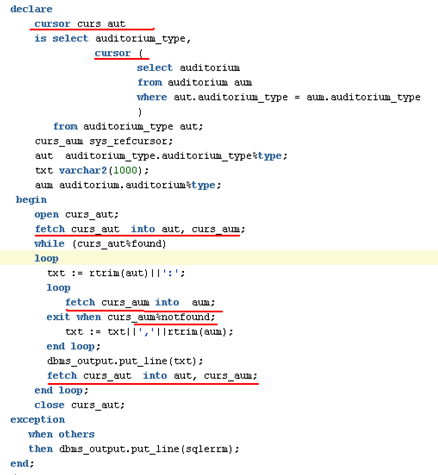 declare
cursor curs_aut
is select auditorium_type,
cursor (
select auditorium
from auditorium aum
where aut.auditorium_type = aum.auditorium_type
)
from auditorium_type aut;
curs_aum sys_refcursor;
aut auditorium_type.auditorium_type%type;
txt varchar2(1000);
aum auditorium.auditorium%type;
begin
open curs_aut;
fetch curs_aut into aut, curs_aum;
while (curs_aut%found)
loop
txt := rtrim(aut)||':';
loop
fetch curs_aum into aum;
exit when curs_aum%notfound;
txt := txt||','||rtrim(aum);
end loop;
dbms_output.put_line(txt);
fetch curs_aut into aut, curs_aum;
end loop;
close curs_aut;
exception
when others
then dbms_output.put_line(sqlerrm);
end;